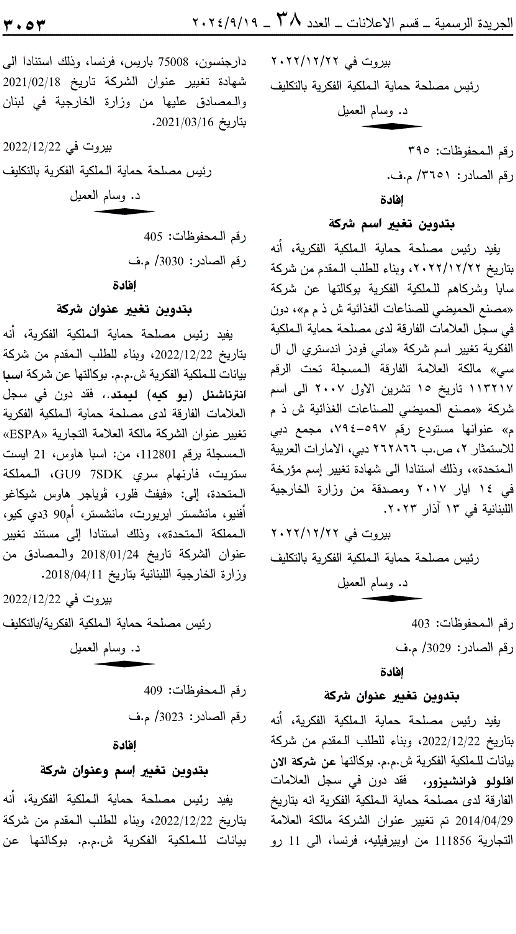 الجريدة الرسمية – قسم الاعلانات – العدد ٣٨ – ٢٠٢٤/٩/١٩
٣٠٥٣
بيروت في ٢٠٢٢/١٢/٢٢
رئيس مصلحة حماية الملكية الفكرية بالتكليف
د. وسام العميل
رقم المحفوظات: ٣٩٥
رقم الصادر: ٣٦٥١/ م.ف.
إفادة
بتدوين تغيير اسم شركة
يفيد رئيس مصلحة حماية الملكية الفكرية، أنه
بتاريخ ٢٠٢٢/١٢/٢٢، وبناء للطلب المقدم من شركة
سابا وشركاهم للملكية الفكرية بوكالتها عن شركة
«مصنع الحميضي للصناعات الغذائية ش ذ م م»، دون
في سجل العلامات الفارقة لدى مصلحة حماية الملكية
الفكرية تغيير اسم شركة «ماني فودز اندستري ال ال
سي» مالكة العلامة الفارقة المسجلة تحت الرقم
١١٣٢١٧ تاريخ ١٥ تشرين الاول ٢٠٠٧ الى اسم
شركة «مصنع الحميضي للصناعات الغذائية ش ذ م
م» عنوانها مستودع رقم ٥٩٧-٧٩٤، مجمع دبي
للاستثمار ٢، ص.ب ٢٦٢٨٦٦ دبي، الامارات العربية
المتحدة»، وذلك استنادا الى شهادة تغيير إسم مؤرخة
في ١٤ ايار ٢٠١٧ ومصدقة من وزارة الخارجية
اللبنانية في ١٣ آذار ٢٠٢٣.
بيروت في ٢٠٢٢/١٢/٢٢
رئيس مصلحة حماية الملكية الفكرية بالتكليف
د. وسام العميل
رقم المحفوظات: 403
رقم الصادر: 3029/ م.ف
إفادة
بتدوين تغيير عنوان شركة
يفيد رئيس مصلحة حماية الملكية الفكرية، أنه
بتاريخ 2022/12/22، وبناء للطلب المقدم من شركة
بيانات للملكية الفكرية ش.م.م. بوكالتها عن شركة الان
افلولو فرانشيزور، فقد دون في سجل العلامات
الفارقة لدى مصلحة حماية الملكية الفكرية انه بتاريخ
2014/04/29 تم تغيير عنوان الشركة مالكة العلامة
التجارية 111856 من اوبيرفيليه، فرنسا، الى 11 رو
دارجنسون، 75008 باريس، فرنسا، وذلك استنادا الى
شهادة تغيير عنوان الشركة تاريخ 2021/02/18
والمصادق عليها من وزارة الخارجية في لبنان
بتاريخ 2021/03/16.
بيروت في 2022/12/22
رئيس مصلحة حماية الملكية الفكرية بالتكليف
د. وسام العميل
رقم المحفوظات: 405
رقم الصادر: 3030/ م.ف
إفادة
بتدوين تغيير عنوان شركة
يفيد رئيس مصلحة حماية الملكية الفكرية، أنه
بتاريخ 2022/12/22، وبناء للطلب المقدم من شركة
بيانات للملكية الفكرية ش.م.م. بوكالتها عن شركة اسبا
انترناشنل (يو كيه) ليمتد.، فقد دون في سجل
العلامات الفارقة لدى مصلحة حماية الملكية الفكرية
تغيير عنوان الشركة مالكة العلامة التجارية «ESPA»
المسجلة برقم 112801، من: اسبا هاوس، 21 ايست
ستريت، فارنهام سري GU9 7SDK، المملكة
المتحدة، إلى: «فيفث فلور، ڤوياجر هاوس شيكاغو
أفنيو، مانشستر ايربورت، مانشستر، أم90 3دي كيو،
المملكة المتحدة»، وذلك استنادا إلى مستند تغيير
عنوان الشركة تاريخ 2018/01/24 والمصادق من
وزارة الخارجية اللبنانية بتاريخ 2018/04/11.
بيروت في 2022/12/22
رئيس مصلحة حماية الملكية الفكرية/بالتكليف
د. وسام العميل
رقم المحفوظات: 409
رقم الصادر: 3023/ م.ف
إفادة
بتدوين تغيير إسم وعنوان شركة
يفيد رئيس مصلحة حماية الملكية الفكرية، أنه
بتاريخ 2022/12/22، وبناء للطلب المقدم من شركة
بيانات للملكية الفكرية ش.م.م. بوكالتها عن